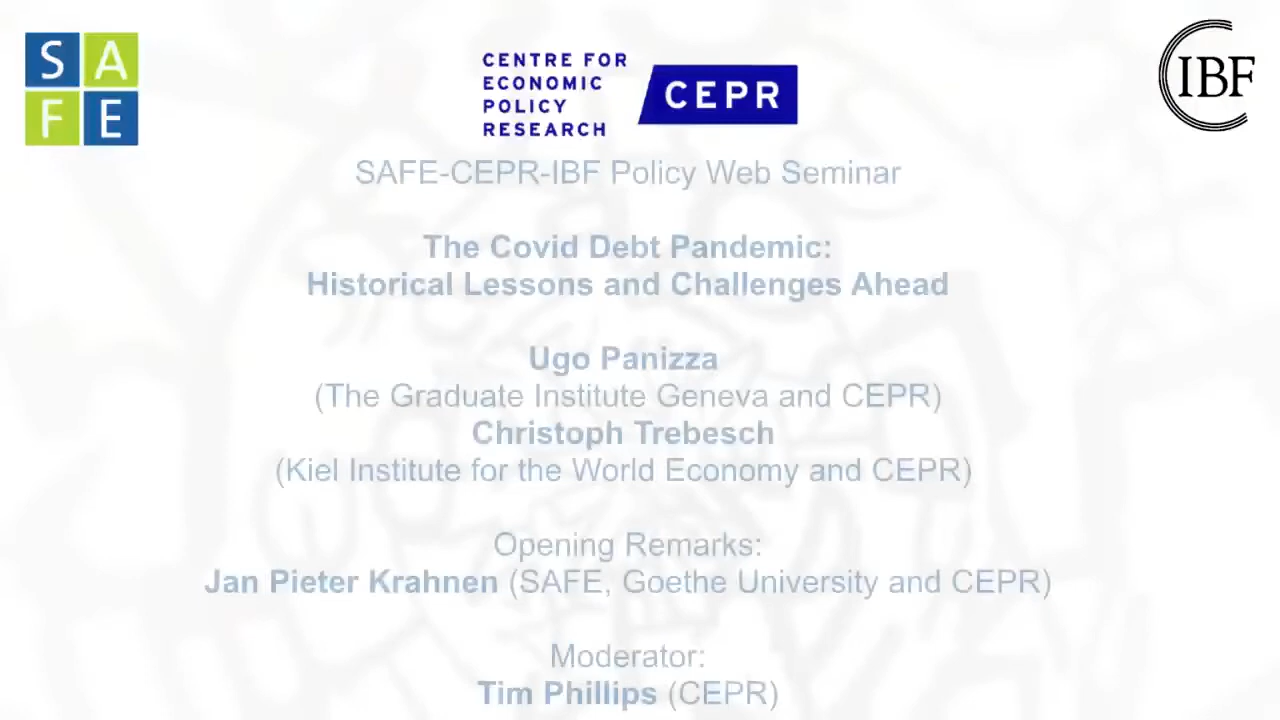 S A
F E
CENTRE FOR
ECONOMIC
POLICY
RESEARCH
CEPR
IBF
SAFE-CEPR-IBF Policy Web Seminar
The Covid Debt Pandemic:
Historical Lessons and Challenges Ahead
Ugo Panizza
(The Graduate Institute Geneva and CEPR)
Christoph Trebesch
(Kiel Institute for the World Economy and CEPR)
Opening Remarks:
Jan Pieter Krahnen (SAFE, Goethe University and CEPR)
Moderator:
Tim Phillips (CEPR)